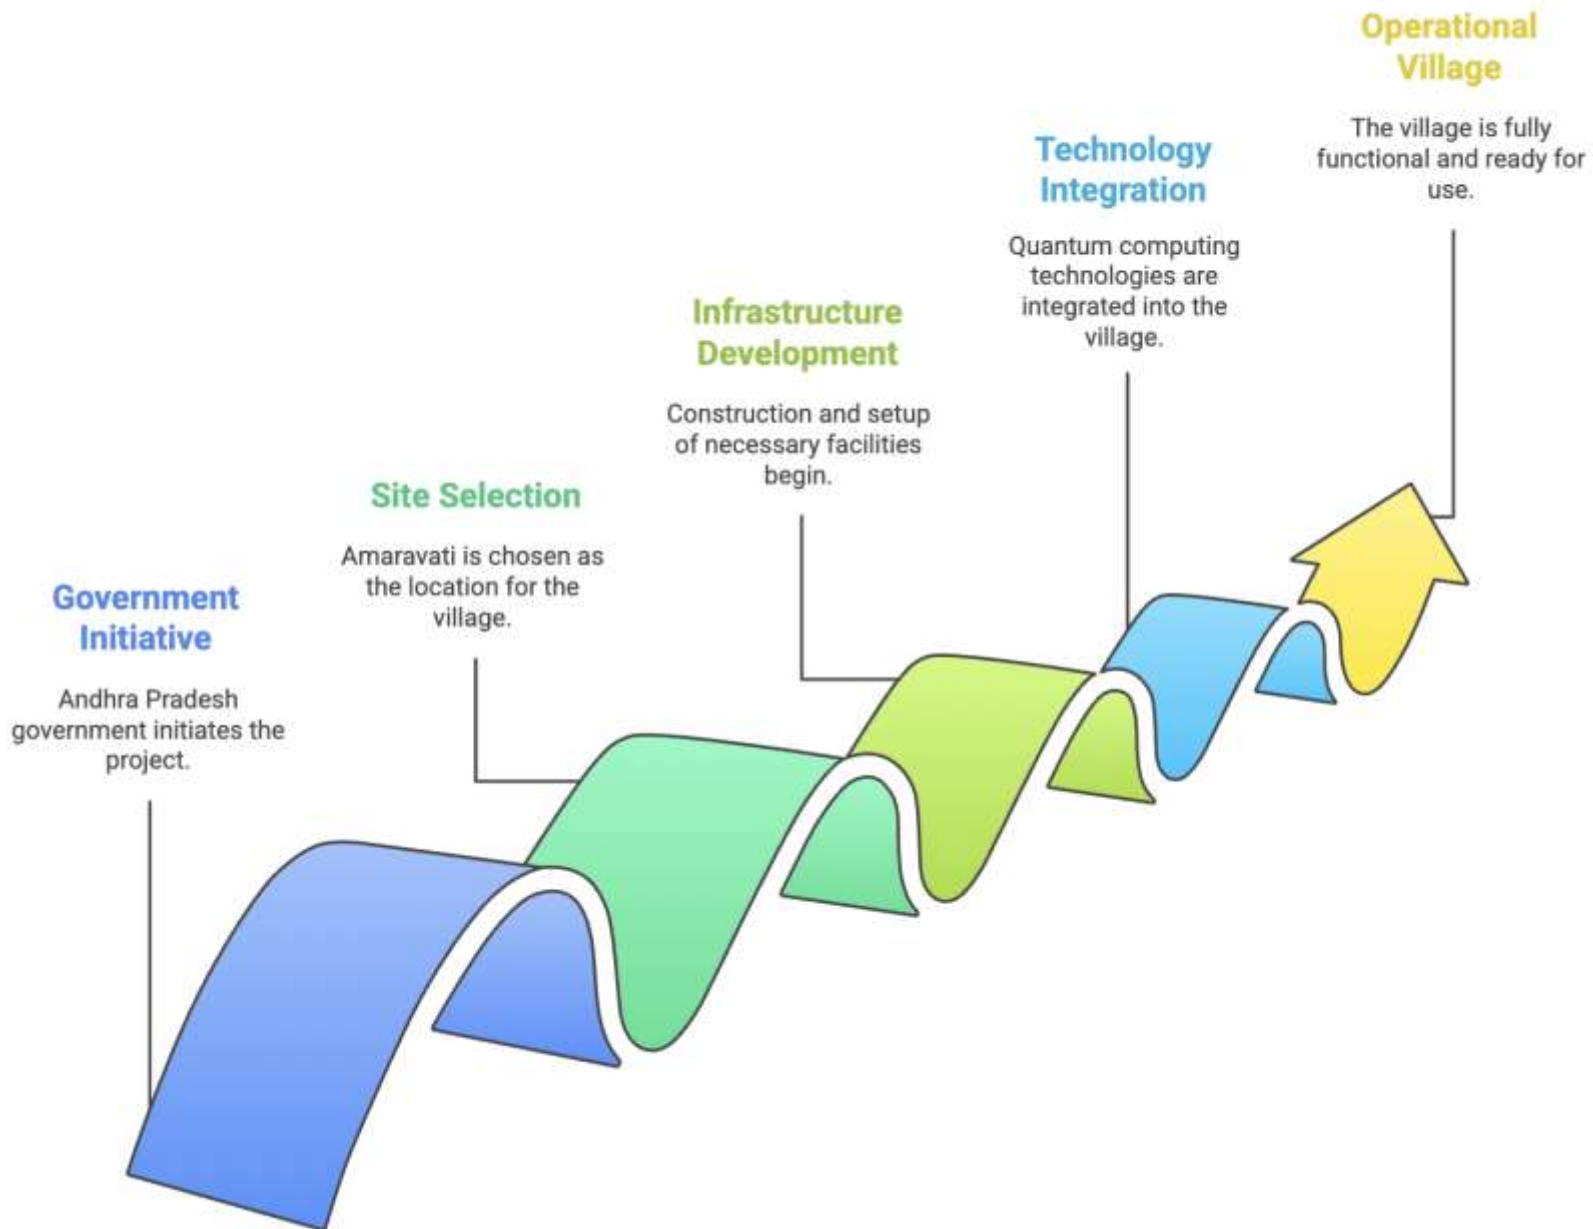 Government
Initiative
Andhra Pradesh
government initiates the
project.
Site Selection
Amaravati is chosen as
the location for the
village.
Infrastructure
Development
Construction and setup
of necessary facilities
begin.
Technology
Integration
Quantum computing
technologies are
integrated into the
village.
Operational
Village
The village is fully
functional and ready for
use.